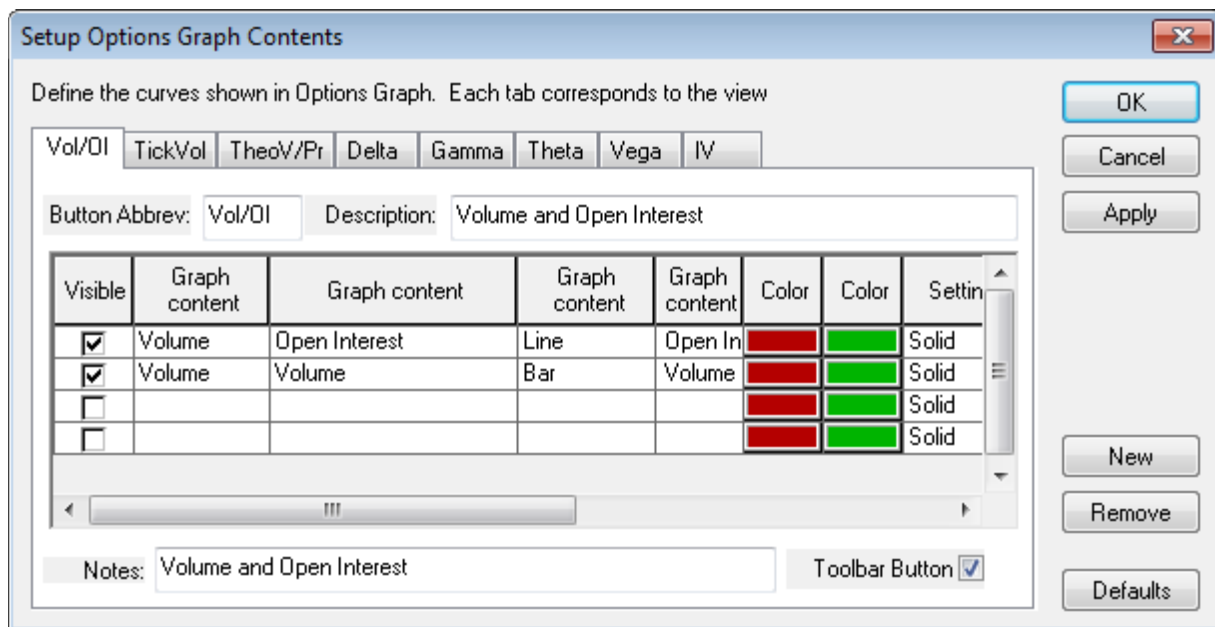 Setup Options Graph Contents
Define the curves shown in Options Graph. Each tab corresponds to the view
OK
Cancel
Apply
Vol/OI TickVol TheoV/Pr Delta Gamma Theta Vega IV
Button Abbrev: Vol/OI Description: Volume and Open Interest
Visible Graph content Graph content Graph content Graph content Color Color Settin
Volume Open Interest Line Open In Solid
Volume Volume Bar Volume Solid
Solid
Solid
New
Remove
Notes: Volume and Open Interest Toolbar Button
Defaults